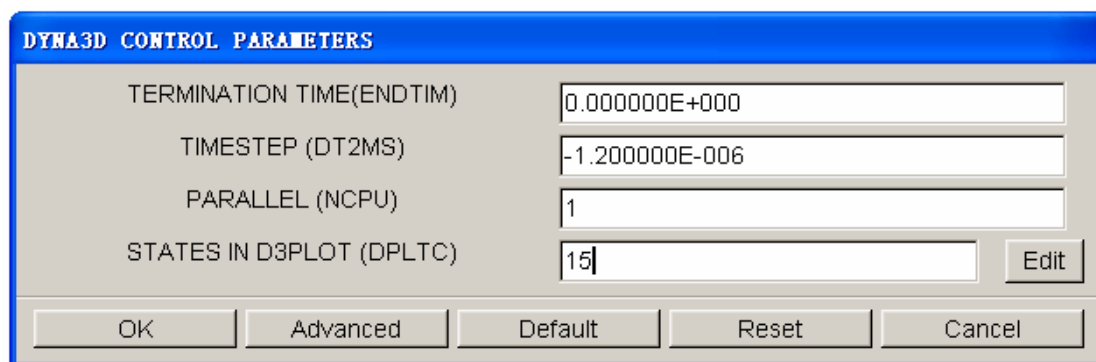 DYNA3D CONTROL PARAMETERS
TERMINATION TIME(ENDTIM) 0.000000E+000
TIMESTEP (DT2MS) -1.200000E-006
PARALLEL (NCPU) 1
STATES IN D3PLOT (DPLTC) 15 Edit
OK Advanced Default Reset Cancel